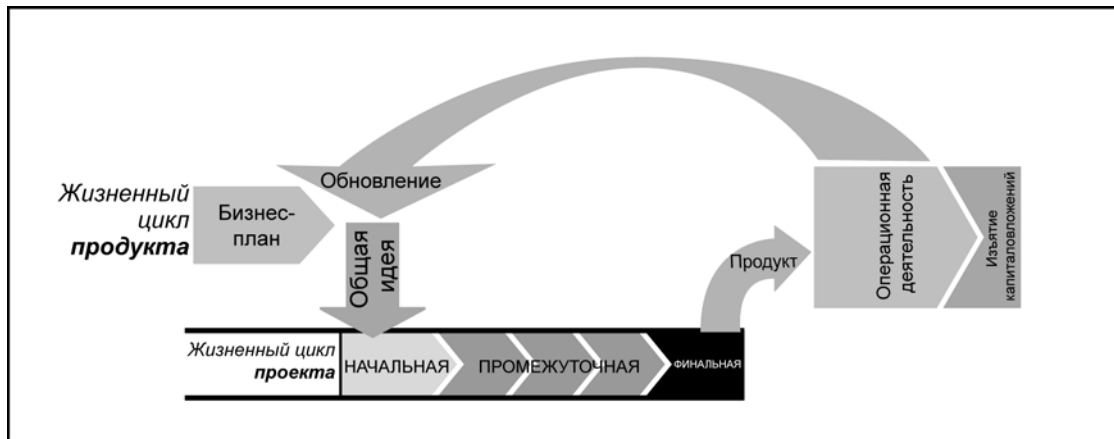 Жизненный
цикл
продукта
Бизнес-
план
Обновление
Общая
идея
Продукт
Операционная
деятельность
Изъятие
капиталовложений
Жизненный цикл
проекта
НАЧАЛЬНАЯ
ПРОМЕЖУТОЧНАЯ
ФИНАЛЬНАЯ